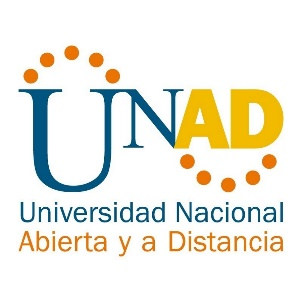 UNAD
Universidad Nacional
Abierta y a Distancia